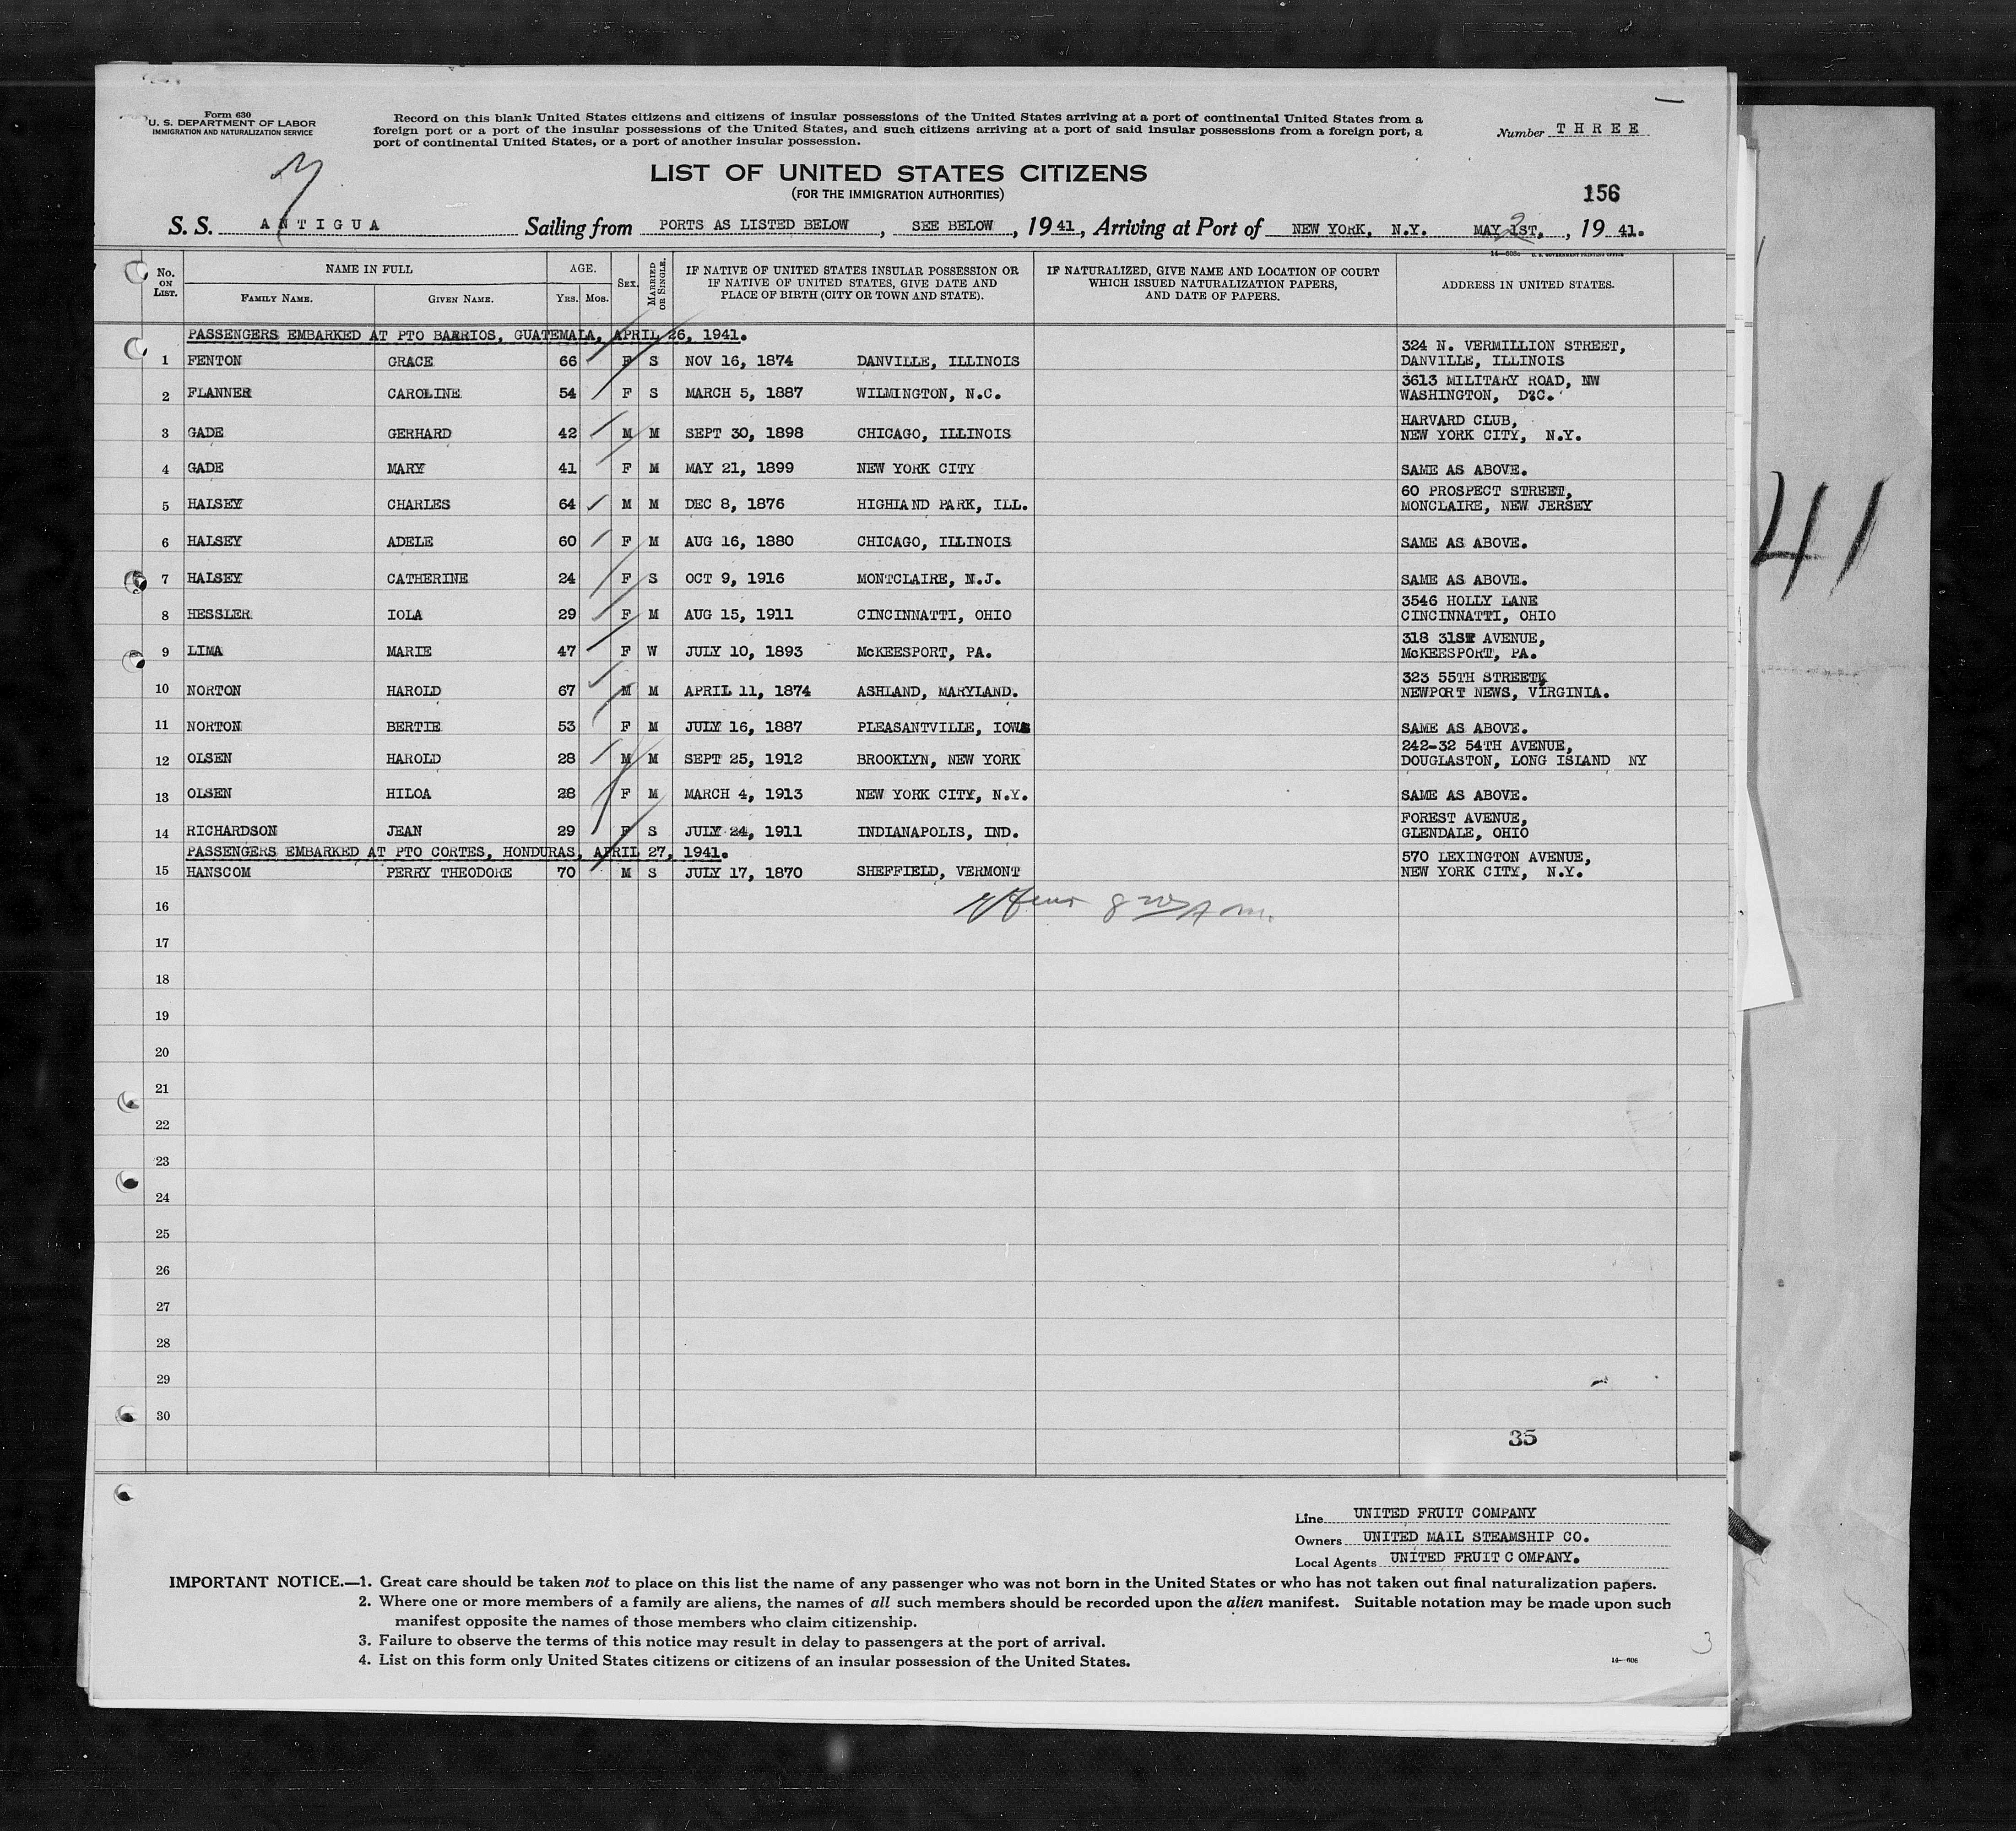 Form 630
U. S. DEPARTMENT OF LABOR
IMMIGRATION AND NATURALIZATION SERVICE
Record on this blank United States citizens and citizens of insular possessions of the United States arriving at a port of continental United States from a
foreign port or a port of the insular possessions of the United States, and such citizens arriving at a port of said insular possessions from a foreign port, a
port of continental United States, or a port of another insular possession.
Number THREE
LIST OF UNITED STATES CITIZENS
(FOR THE IMMIGRATION AUTHORITIES)
156
S. S. ANTIGUA Sailing from PORTS AS LISTED BELOW, SEE BELOW, 1941, Arriving at Port of NEW YORK, N.Y. MAY 1ST, 2, 1941.
No. ON LIST. NAME IN FULL AGE. SEX. MARRIED OR SINGLE. IF NATIVE OF UNITED STATES INSULAR POSSESSION OR IF NATIVE OF UNITED STATES, GIVE DATE AND PLACE OF BIRTH (CITY OR TOWN AND STATE). IF NATURALIZED, GIVE NAME AND LOCATION OF COURT WHICH ISSUED NATURALIZATION PAPERS, AND DATE OF PAPERS. ADDRESS IN UNITED STATES.
FAMILY NAME. GIVEN NAME. YRS. MOS.
PASSENGERS EMBARKED AT PTO BARRIOS, GUATEMALA, APRIL 26, 1941.
1 FENTON GRACE 66 F S NOV 16, 1874 DANVILLE, ILLINOIS 324 N. VERMILLION STREET, DANVILLE, ILLINOIS
2 FLANNER CAROLINE 54 F S MARCH 5, 1887 WILMINGTON, N.C. 3613 MILITARY ROAD, NW WASHINGTON, D&C.
3 GADE GERHARD 42 M M SEPT 30, 1898 CHICAGO, ILLINOIS HARVARD CLUB, NEW YORK CITY, N.Y.
4 GADE MARY 41 F M MAY 21, 1899 NEW YORK CITY SAME AS ABOVE.
5 HALSEY CHARLES 64 M M DEC 8, 1876 HIGHLAND PARK, ILL. 60 PROSPECT STREET, MONCLAIRE, NEW JERSEY
6 HALSEY ADELE 60 F M AUG 16, 1880 CHICAGO, ILLINOIS SAME AS ABOVE.
7 HALSEY CATHERINE 24 F S OCT 9, 1916 MONTCLAIRE, N.J. SAME AS ABOVE.
8 HESSLER IOLA 29 F M AUG 15, 1911 CINCINNATTI, OHIO 3546 HOLLY LANE CINCINNATTI, OHIO
9 LIMA MARIE 47 F W JULY 10, 1893 McKEESPORT, PA. 318 31ST AVENUE, McKEESPORT, PA.
10 NORTON HAROLD 67 M M APRIL 11, 1874 ASHLAND, MARYLAND. 323 55TH STREET, NEWPORT NEWS, VIRGINIA.
11 NORTON BERTIE 53 F M JULY 16, 1887 PLEASANTVILLE, IOWA SAME AS ABOVE.
12 OLSEN HAROLD 28 M M SEPT 25, 1912 BROOKLYN, NEW YORK 242-32 54TH AVENUE, DOUGLASTON, LONG ISLAND NY
13 OLSEN HILOA 28 F M MARCH 4, 1913 NEW YORK CITY, N.Y. SAME AS ABOVE.
14 RICHARDSON JEAN 29 F S JULY 24, 1911 INDIANAPOLIS, IND. FOREST AVENUE, GLENDALE, OHIO
PASSENGERS EMBARKED AT PTO CORTES, HONDURAS, APRIL 27, 1941.
15 HANSCOM PERRY THEODORE 70 M S JULY 17, 1870 SHEFFIELD, VERMONT 570 LEXINGTON AVENUE, NEW YORK CITY, N.Y.
16
17
18
19
20
21
22
23
24
25
26
27
28
29
30
35
41
Line UNITED FRUIT COMPANY
Owners UNITED MAIL STEAMSHIP CO.
Local Agents UNITED FRUIT COMPANY.
IMPORTANT NOTICE.—1. Great care should be taken not to place on this list the name of any passenger who was not born in the United States or who has not taken out final naturalization papers.
2. Where one or more members of a family are aliens, the names of all such members should be recorded upon the alien manifest. Suitable notation may be made upon such
manifest opposite the names of those members who claim citizenship.
3. Failure to observe the terms of this notice may result in delay to passengers at the port of arrival.
4. List on this form only United States citizens or citizens of an insular possession of the United States.
3